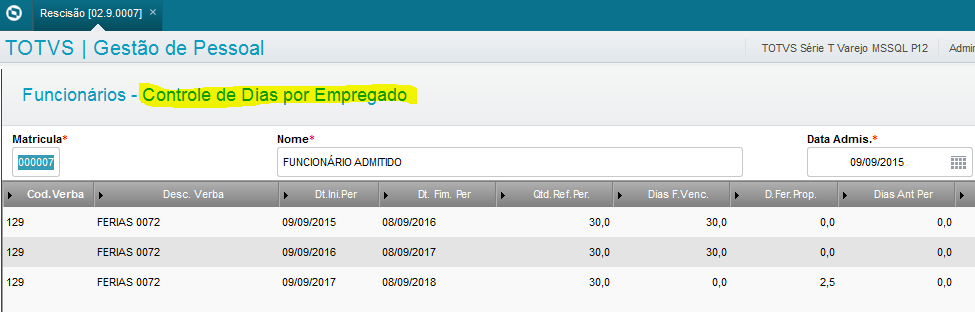 Rescisão [02.9.0007] ×
TOTVS | Gestão de Pessoal
TOTVS Série T Varejo MSSQL P12
Admin
Funcionários - Controle de Dias por Empregado
Matricula* Nome* Data Admis.*
000007 FUNCIONÁRIO ADMITIDO 09/09/2015
Cod.Verba Desc. Verba Dt.Ini.Per Dt. Fim. Per Qtd.Ref.Per. Dias F.Venc. D.Fer.Prop. Dias Ant Per
129 FERIAS 0072 09/09/2015 08/09/2016 30,0 30,0 0,0 0,0
129 FERIAS 0072 09/09/2016 08/09/2017 30,0 30,0 0,0 0,0
129 FERIAS 0072 09/09/2017 08/09/2018 30,0 0,0 2,5 0,0